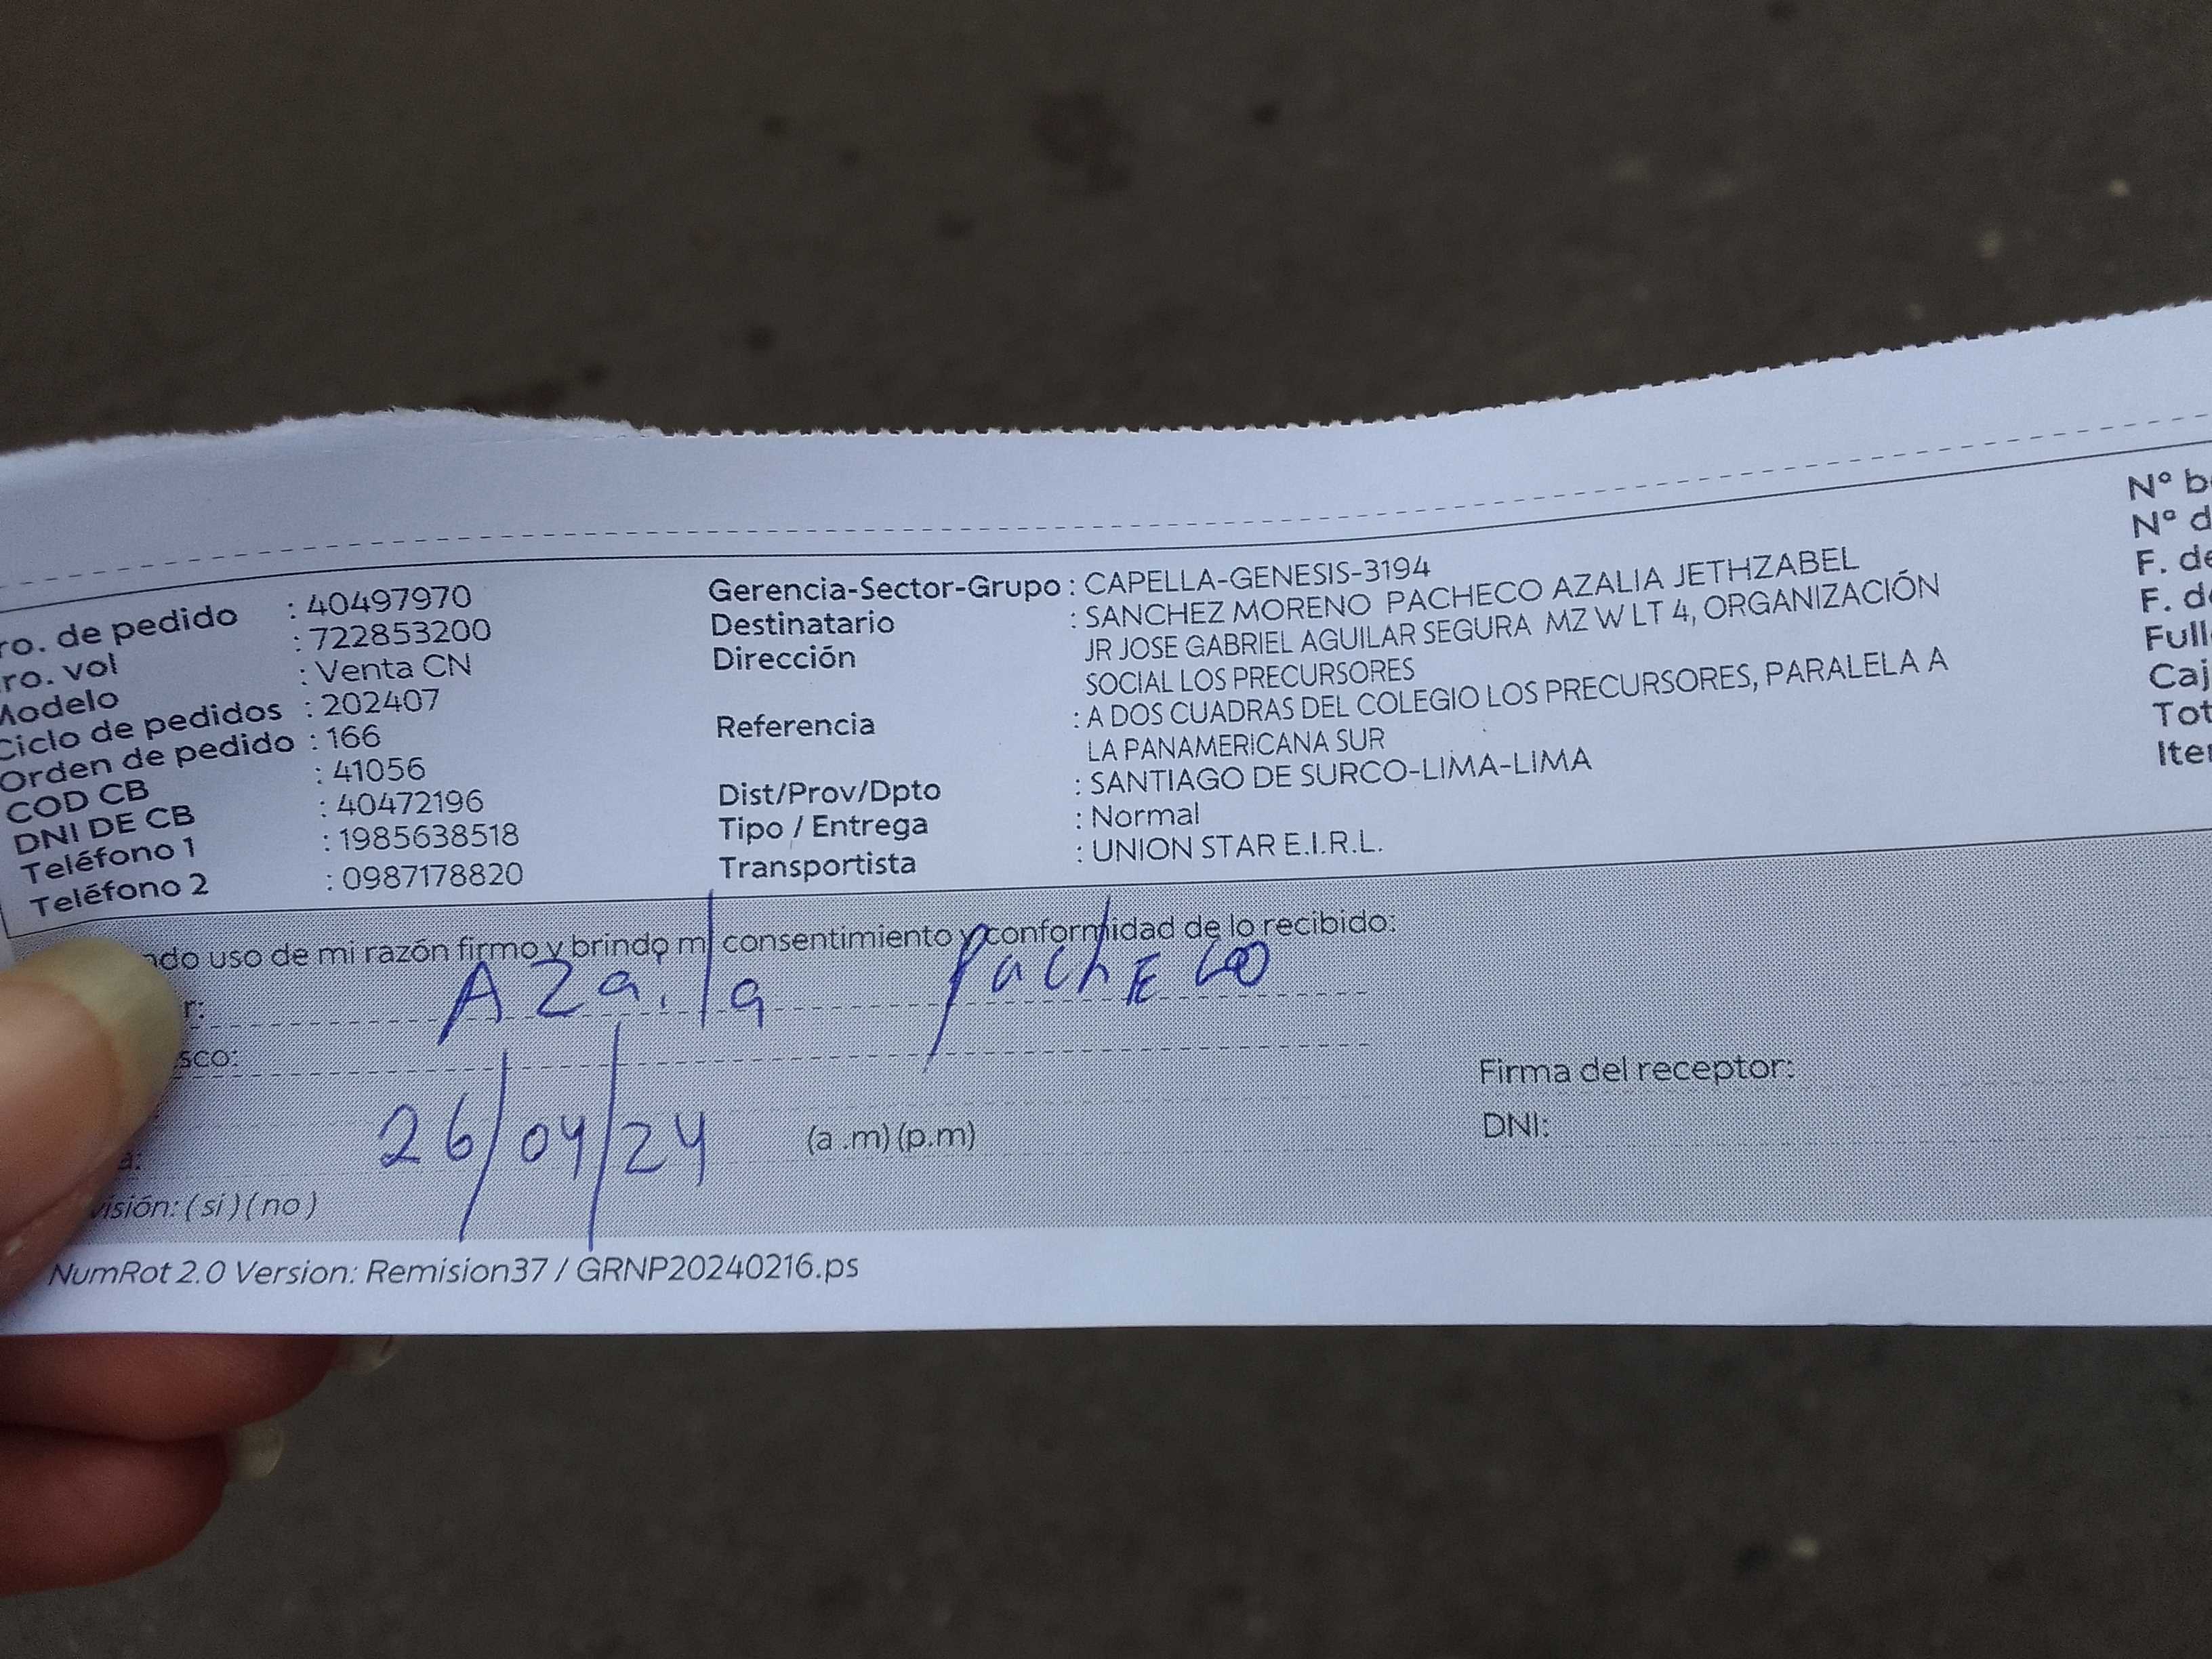 ro. de pedido : 40497970
ro. vol : 722853200
Modelo : Venta CN
Ciclo de pedidos : 202407
Orden de pedido : 166
COD CB : 41056
DNI DE CB : 40472196
Teléfono 1 : 1985638518
Teléfono 2 : 0987178820
Gerencia-Sector-Grupo : CAPELLA-GENESIS-3194
Destinatario : SANCHEZ MORENO PACHECO AZALIA JETHZABEL
Dirección JR JOSE GABRIEL AGUILAR SEGURA MZ W LT 4, ORGANIZACIÓN
SOCIAL LOS PRECURSORES
Referencia : A DOS CUADRAS DEL COLEGIO LOS PRECURSORES, PARALELA A
LA PANAMERICANA SUR
Dist/Prov/Dpto : SANTIAGO DE SURCO-LIMA-LIMA
Tipo / Entrega : Normal
Transportista : UNION STAR E.I.R.L.
Nº b
Nº d
F. de
F. d
Full
Caj
Tot
Ite
ndo uso de mi razón firmo y brindo mi consentimiento y conformidad de lo recibido:
r: AZaila PachEco
sco:
26/04/24 (a .m) (p.m)
a:
visión: ( sí ) ( no )
Firma del receptor:
DNI:
NumRot 2.0 Version: Remision37 / GRNP20240216.ps